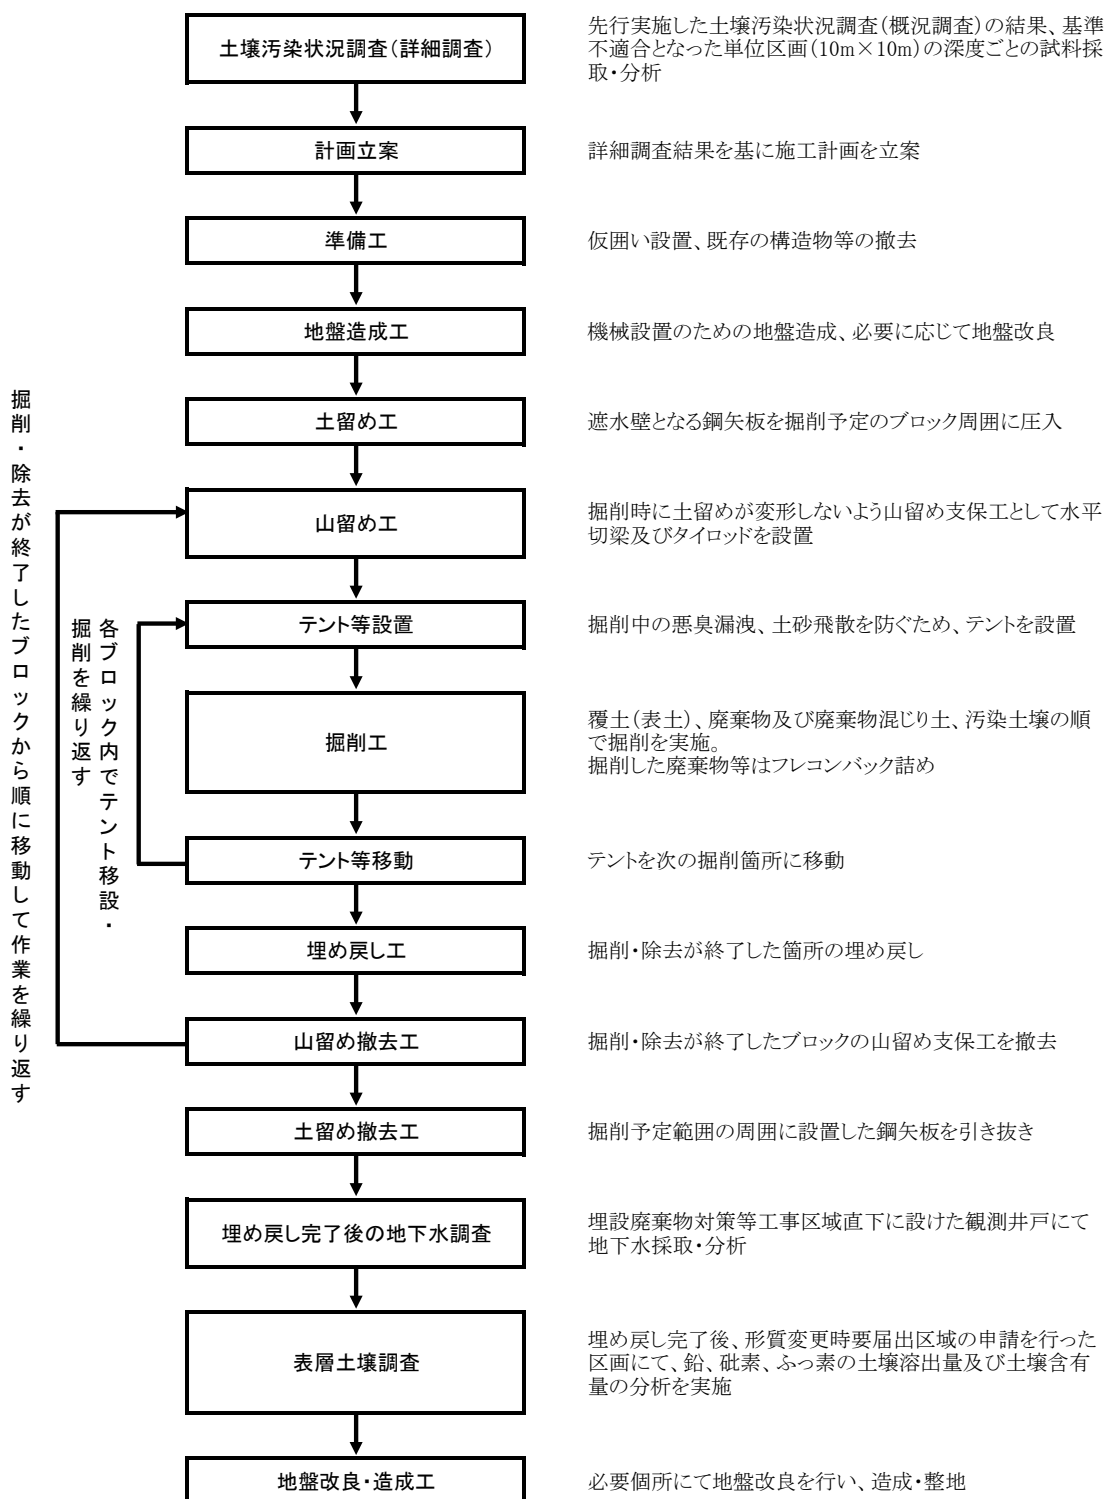 土壌汚染状況調査(詳細調査)
先行実施した土壌汚染状況調査(概況調査)の結果、基準
不適合となった単位区画(10m×10m)の深度ごとの試料採
取・分析
計画立案
詳細調査結果を基に施工計画を立案
準備工
仮囲い設置、既存の構造物等の撤去
地盤造成工
機械設置のための地盤造成、必要に応じて地盤改良
土留め工
遮水壁となる鋼矢板を掘削予定のブロック周囲に圧入
山留め工
掘削時に土留めが変形しないよう山留め支保工として水平
切梁及びタイロッドを設置
テント等設置
掘削中の悪臭漏洩、土砂飛散を防ぐため、テントを設置
掘削工
覆土(表土)、廃棄物及び廃棄物混じり土、汚染土壌の順
で掘削を実施。
掘削した廃棄物等はフレコンバック詰め
テント等移動
テントを次の掘削箇所に移動
埋め戻し工
掘削・除去が終了した箇所の埋め戻し
山留め撤去工
掘削・除去が終了したブロックの山留め支保工を撤去
土留め撤去工
掘削予定範囲の周囲に設置した鋼矢板を引き抜き
埋め戻し完了後の地下水調査
埋設廃棄物対策等工事区域直下に設けた観測井戸にて
地下水採取・分析
表層土壌調査
埋め戻し完了後、形質変更時要届出区域の申請を行った
区画にて、鉛、砒素、ふっ素の土壌溶出量及び土壌含有
量の分析を実施
地盤改良・造成工
必要個所にて地盤改良を行い、造成・整地
各ブロック内でテント移設・
掘削を繰り返す
掘削・除去が終了したブロックから順に移動して作業を繰り返す